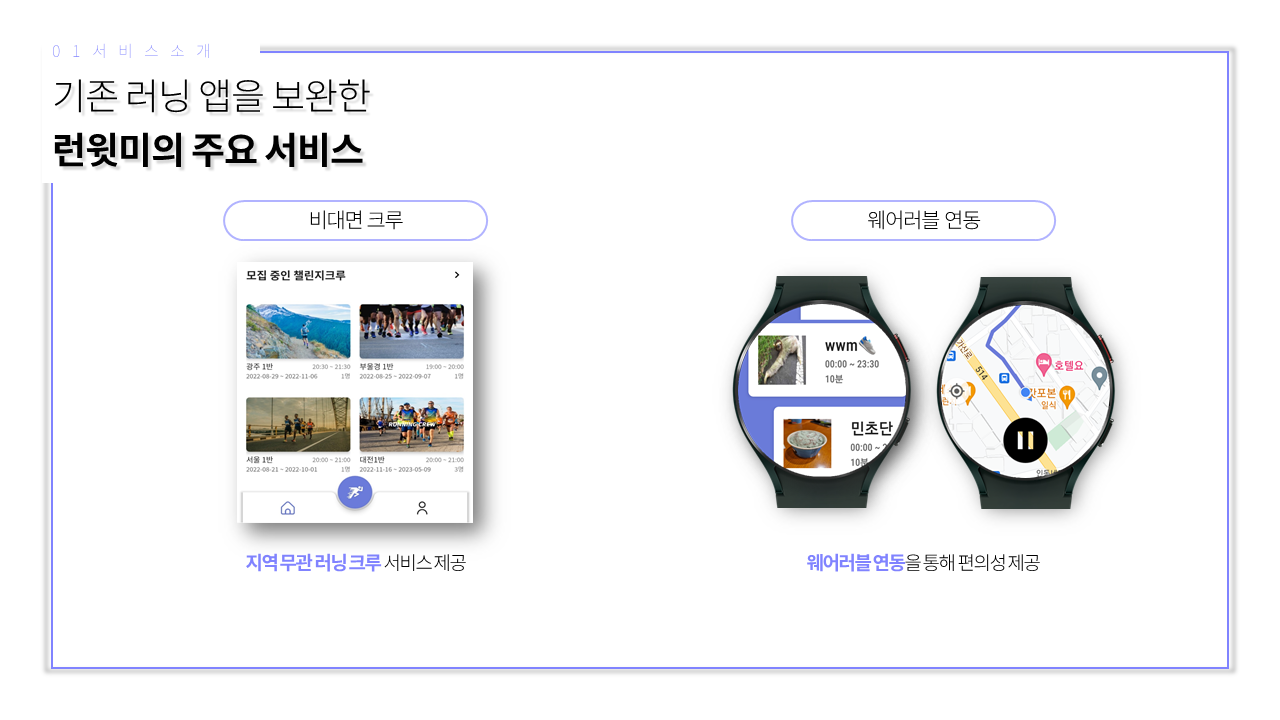 01서비스소개
기존 러닝 앱을 보완한
런윗미의 주요 서비스
비대면 크루
모집 중인 챌린지크루
광주 1반 20:30 ~ 21:30
2022-08-29 ~ 2022-11-06 1명
부울경 1반 19:00 ~ 20:00
2022-08-25 ~ 2022-09-07 1명
서울 1반 20:00 ~ 21:00
2022-08-21 ~ 2022-10-01 1명
RUNNING CREW
대전1반 20:00 ~ 21:00
2022-11-16 ~ 2023-05-09 3명
지역 무관 러닝 크루 서비스 제공
웨어러블 연동
wwm
00:00 ~ 23:30
10분
민초단
00:00 ~ 2
10분
가산로
514
호텔요
갓포본
일식
웨어러블 연동을 통해 편의성 제공